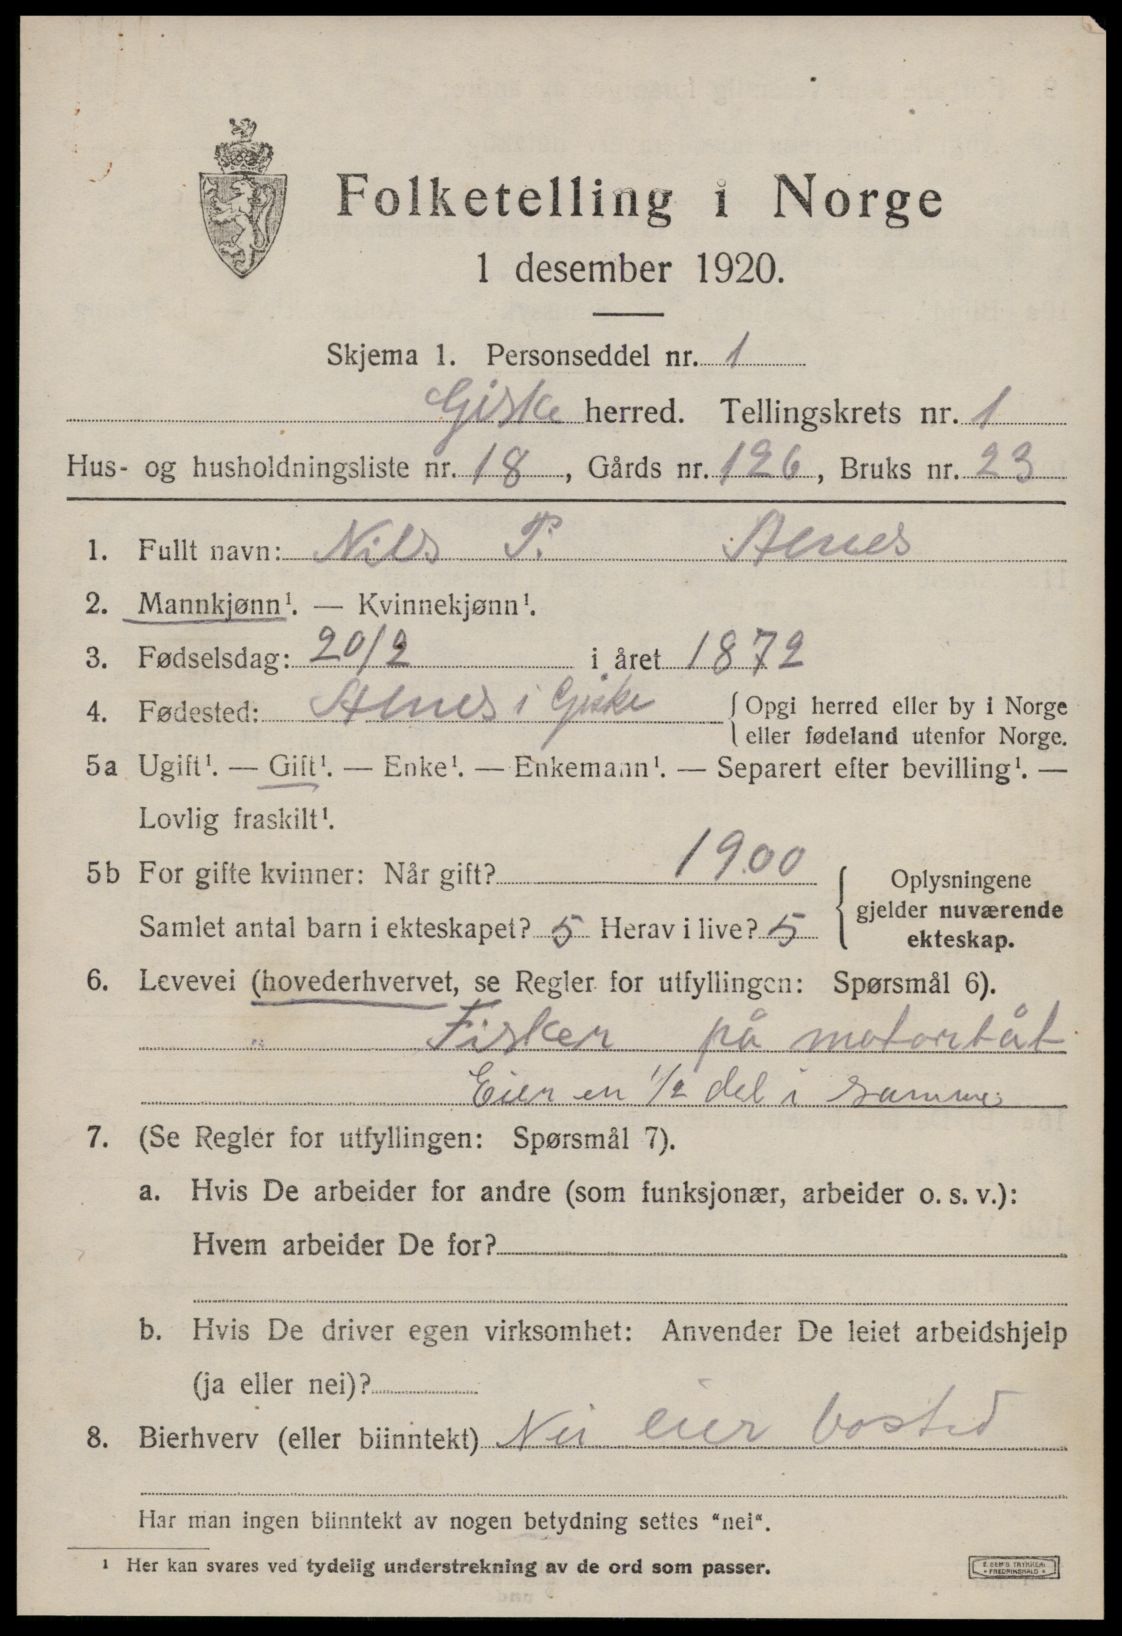 Folketelling i Norge
1 desember 1920.
Skjema 1. Personseddel nr. 1
Giske herred. Tellingskrets nr. 1
Hus- og husholdningsliste nr. 18, Gårds nr. 126, Bruks nr. 23
1. Fullt navn: Nils P. Alnes
2. Mannkjønn¹. — Kvinnekjønn¹.
3. Fødselsdag: 20/2 i året 1872
4. Fødested: Alnes i Giske { Opgi herred eller by i Norge
eller fødeland utenfor Norge.
5a Ugift¹. — Gift¹. — Enke¹. — Enkemann¹. — Separert efter bevilling¹. —
Lovlig fraskilt¹.
5b For gifte kvinner: Når gift? 1900
Samlet antal barn i ekteskapet? 5 Herav i live? 5
{ Oplysningene
gjelder nuværende
ekteskap.
6. Levevei (hovederhvervet, se Regler for utfyllingen: Spørsmål 6).
" Fisker på motorbåt
Eier en 1/2 del i samme
7. (Se Regler for utfyllingen: Spørsmål 7).
a. Hvis De arbeider for andre (som funksjonær, arbeider o. s. v.):
Hvem arbeider De for?
b. Hvis De driver egen virksomhet: Anvender De leiet arbeidshjelp
(ja eller nei)?
8. Bierhverv (eller biinntekt) Nei eier bosted
Har man ingen biinntekt av nogen betydning settes "nei".
¹ Her kan svares ved tydelig understrekning av de ord som passer.
FREDRIKSHALD